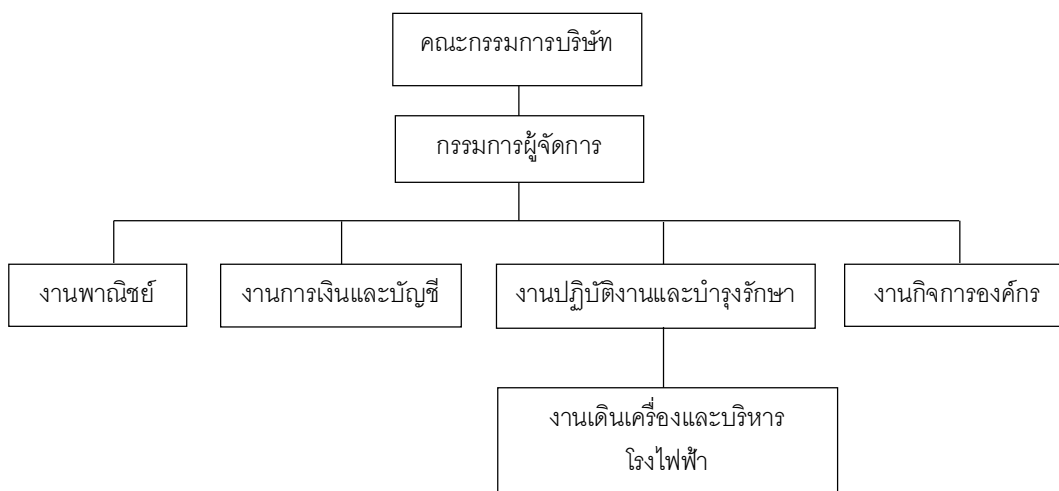 คณะกรรมการบริษัท
กรรมการผู้จัดการ
งานพาณิชย์
งานการเงินและบัญชี
งานปฏิบัติงานและบำรุงรักษา
งานกิจการองค์กร
งานเดินเครื่องและบริหาร
โรงไฟฟ้า